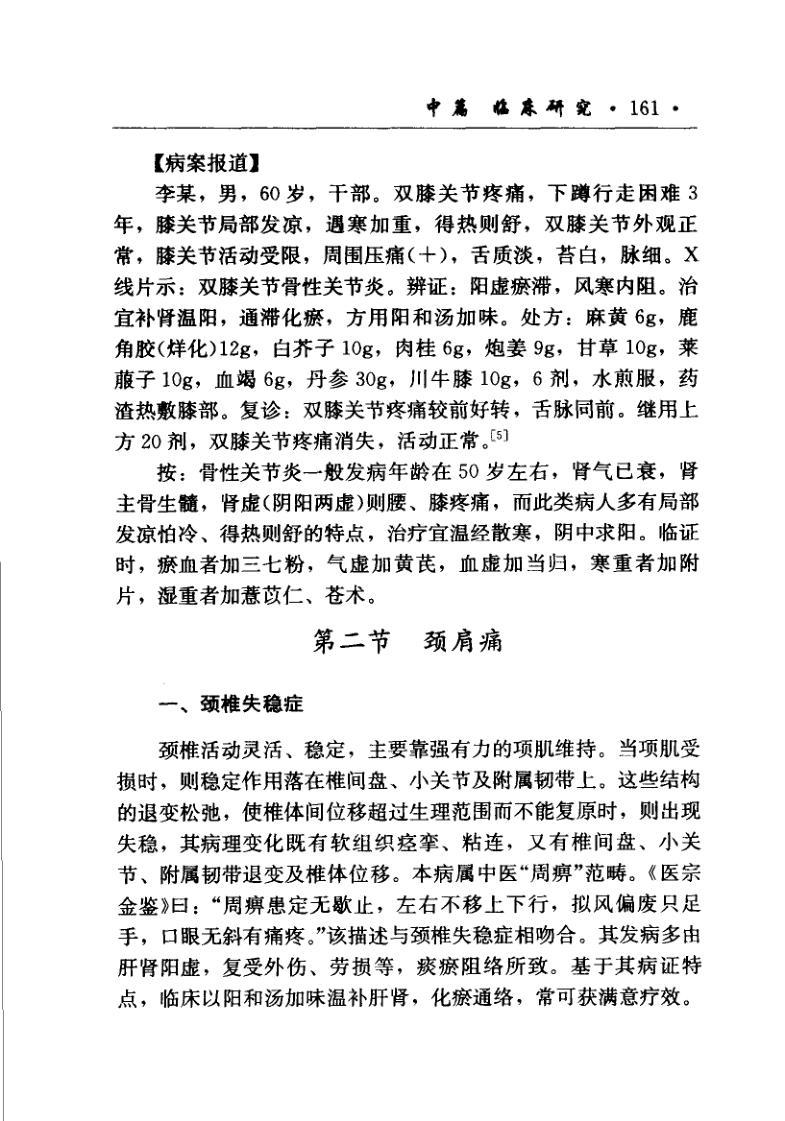 中篇 临床研究 · 161 ·
【病案报道】
李某，男，60岁，干部。双膝关节疼痛，下蹲行走困难3
年，膝关节局部发凉，遇寒加重，得热则舒，双膝关节外观正
常，膝关节活动受限，周围压痛(＋)，舌质淡，苔白，脉细。X
线片示：双膝关节骨性关节炎。辨证：阳虚瘀滞，风寒内阻。治
宜补肾温阳，通滞化瘀，方用阳和汤加味。处方：麻黄6g，鹿
角胶(烊化)12g，白芥子10g，肉桂6g，炮姜9g，甘草10g，莱
菔子10g，血竭6g，丹参30g，川牛膝10g，6剂，水煎服，药
渣热敷膝部。复诊：双膝关节疼痛较前好转，舌脉同前。继用上
方20剂，双膝关节疼痛消失，活动正常。[5]
按：骨性关节炎一般发病年龄在50岁左右，肾气已衰，肾
主骨生髓，肾虚(阴阳两虚)则腰、膝疼痛，而此类病人多有局部
发凉怕冷、得热则舒的特点，治疗宜温经散寒，阴中求阳。临证
时，瘀血者加三七粉，气虚加黄芪，血虚加当归，寒重者加附
片，湿重者加薏苡仁、苍术。
第二节 颈肩痛
一、颈椎失稳症
颈椎活动灵活、稳定，主要靠强有力的项肌维持。当项肌受
损时，则稳定作用落在椎间盘、小关节及附属韧带上。这些结构
的退变松弛，使椎体间位移超过生理范围而不能复原时，则出现
失稳，其病理变化既有软组织痉挛、粘连，又有椎间盘、小关
节、附属韧带退变及椎体位移。本病属中医“周痹”范畴。《医宗
金鉴》曰：“周痹患定无歇止，左右不移上下行，拟风偏废只足
手，口眼无斜有痛疼。”该描述与颈椎失稳症相吻合。其发病多由
肝肾阳虚，复受外伤、劳损等，痰瘀阻络所致。基于其病证特
点，临床以阳和汤加味温补肝肾，化瘀通络，常可获满意疗效。